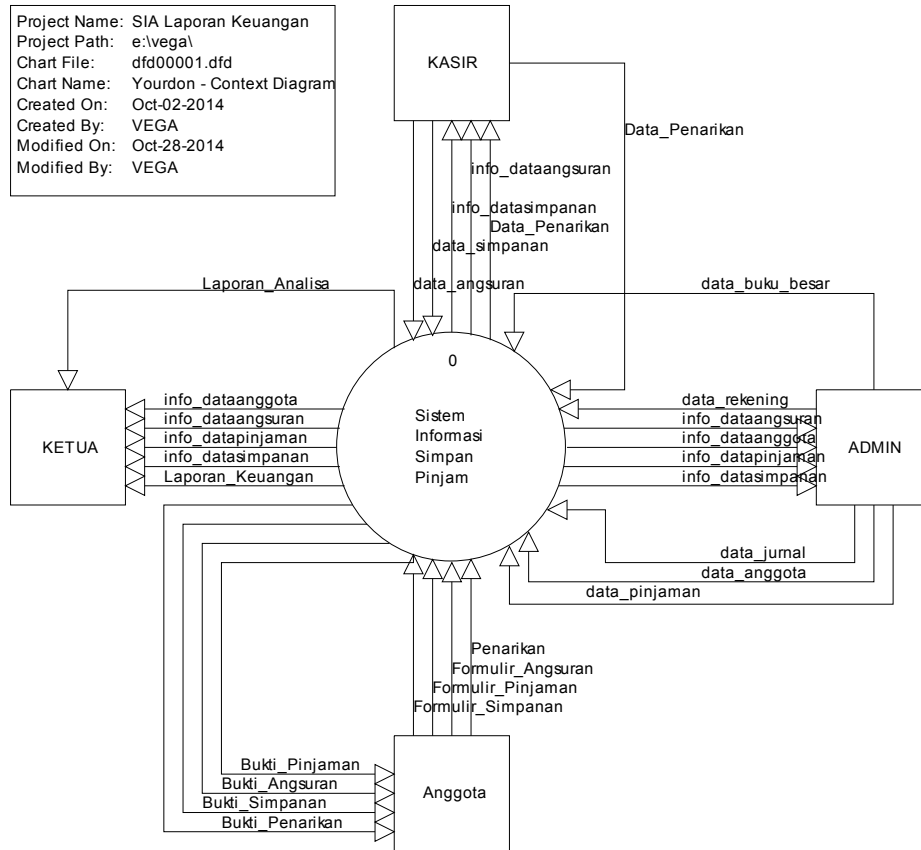 Project Name: SIA Laporan Keuangan
Project Path: e:\vega\
Chart File: dfd00001.dfd
Chart Name: Yourdon - Context Diagram
Created On: Oct-02-2014
Created By: VEGA
Modified On: Oct-28-2014
Modified By: VEGA
KASIR
Data_Penarikan
info_dataangsuran
info_datasimpanan
Data_Penarikan
data_simpanan
data_angsuran
Laporan_Analisa
data_buku_besar
0
Sistem
Informasi
Simpan
Pinjam
KETUA
info_dataanggota
info_dataangsuran
info_datapinjaman
info_datasimpanan
Laporan_Keuangan
data_rekening
info_dataangsuran
info_dataanggota
info_datapinjaman
info_datasimpanan
ADMIN
data_jurnal
data_anggota
data_pinjaman
Penarikan
Formulir_Angsuran
Formulir_Pinjaman
Formulir_Simpanan
Bukti_Pinjaman
Bukti_Angsuran
Bukti_Simpanan
Bukti_Penarikan
Anggota